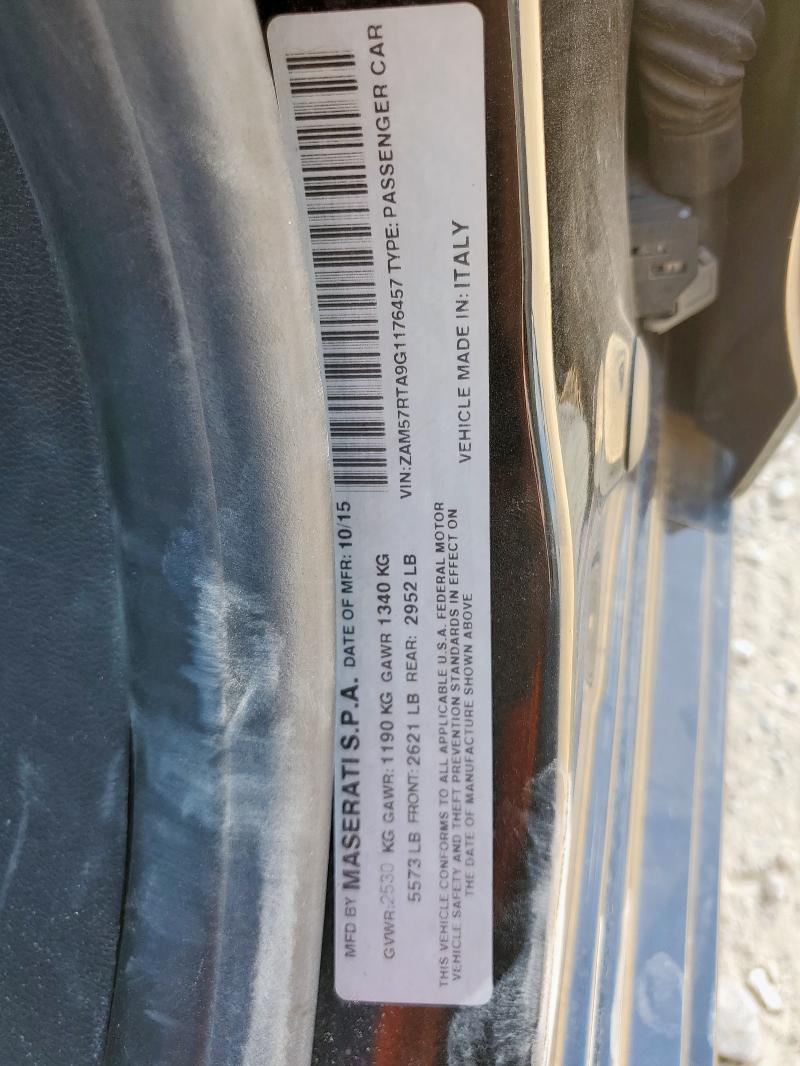 MFD BY MASERATI S.P.A. DATE OF MFR: 10/15
GVWR:2530 KG GAWR: 1190 KG GAWR 1340 KG
5573 LB FRONT: 2621 LB REAR: 2952 LB
VIN:ZAM57RTA9G1176457 TYPE: PASSENGER CAR
THIS VEHICLE CONFORMS TO ALL APPLICABLE U.S.A. FEDERAL MOTOR
VEHICLE SAFETY AND THEFT PREVENTION STANDARDS IN EFFECT ON
THE DATE OF MANUFACTURE SHOWN ABOVE
VEHICLE MADE IN: ITALY